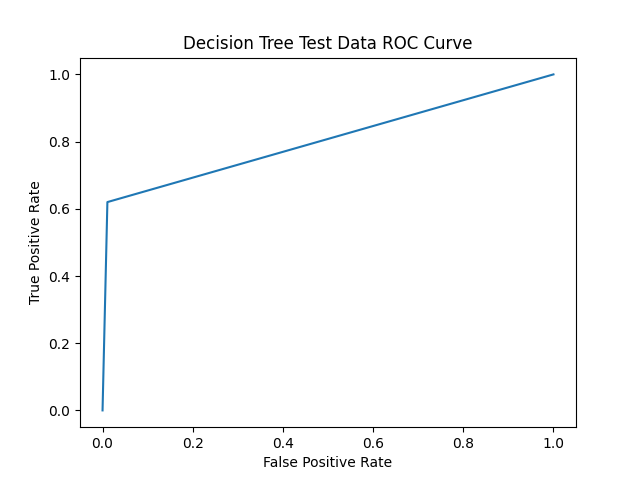 Decision Tree Test Data ROC Curve
1.0
0.8
0.6
0.4
0.2
0.0
True Positive Rate
0.0 0.2 0.4 0.6 0.8 1.0
False Positive Rate